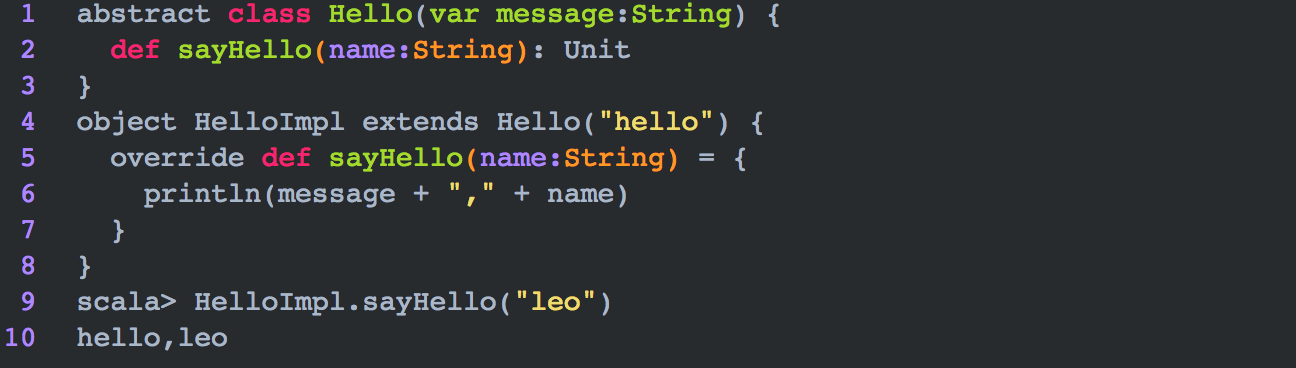 1 abstract class Hello(var message:String) {
2   def sayHello(name:String): Unit
3 }
4 object HelloImpl extends Hello("hello") {
5   override def sayHello(name:String) = {
6     println(message + "," + name)
7   }
8 }
9 scala> HelloImpl.sayHello("leo")
10 hello,leo